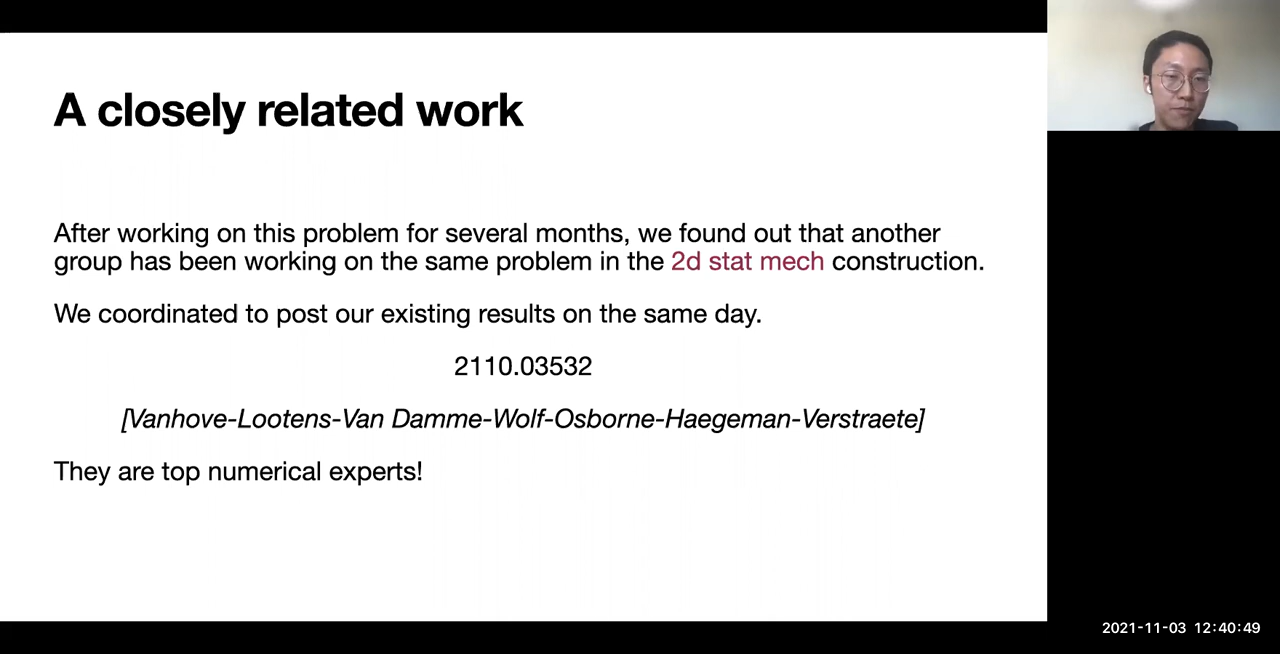 A closely related work
After working on this problem for several months, we found out that another
group has been working on the same problem in the 2d stat mech construction.
We coordinated to post our existing results on the same day.
2110.03532
[Vanhove-Lootens-Van Damme-Wolf-Osborne-Haegeman-Verstraete]
They are top numerical experts!
2021-11-03 12:40:49